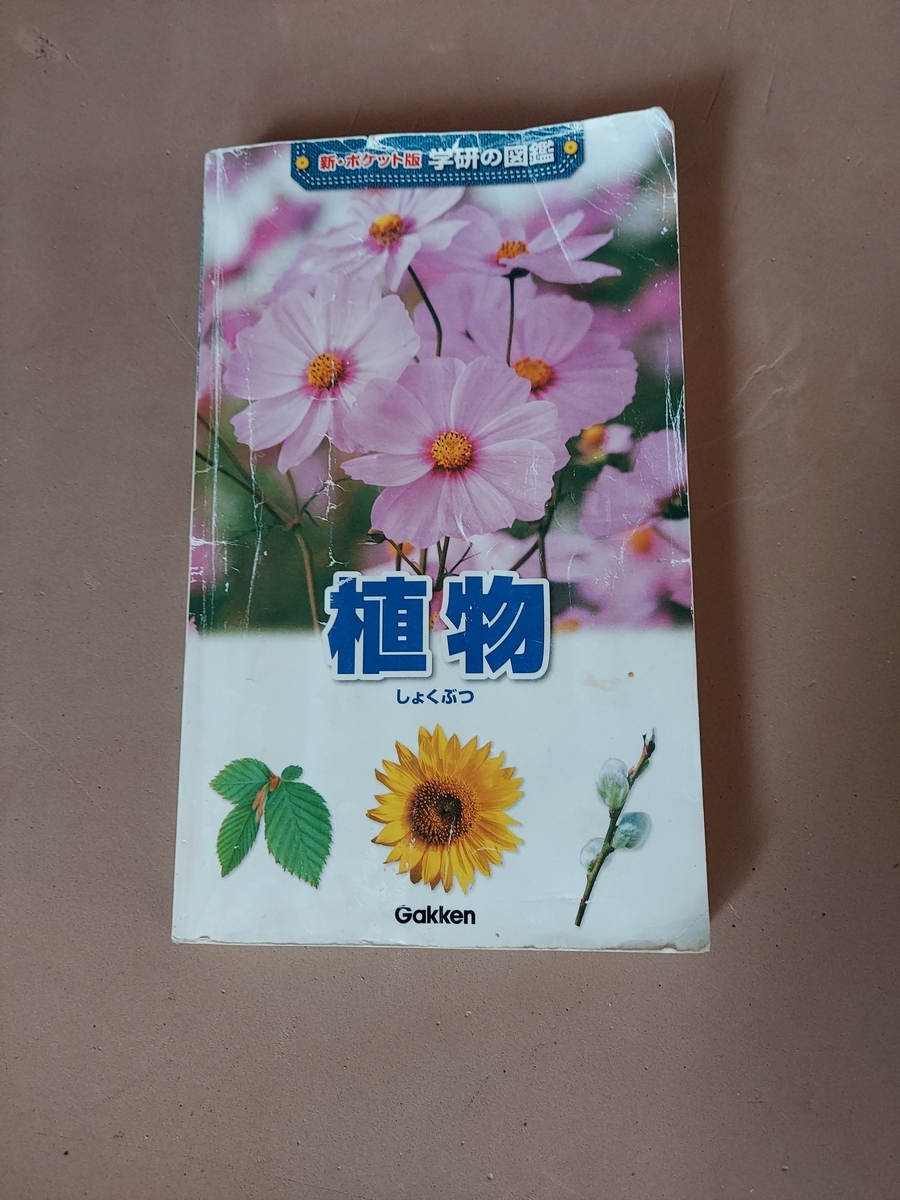 新・ポケット版 学研の図鑑
植物
しょくぶつ
Gakken